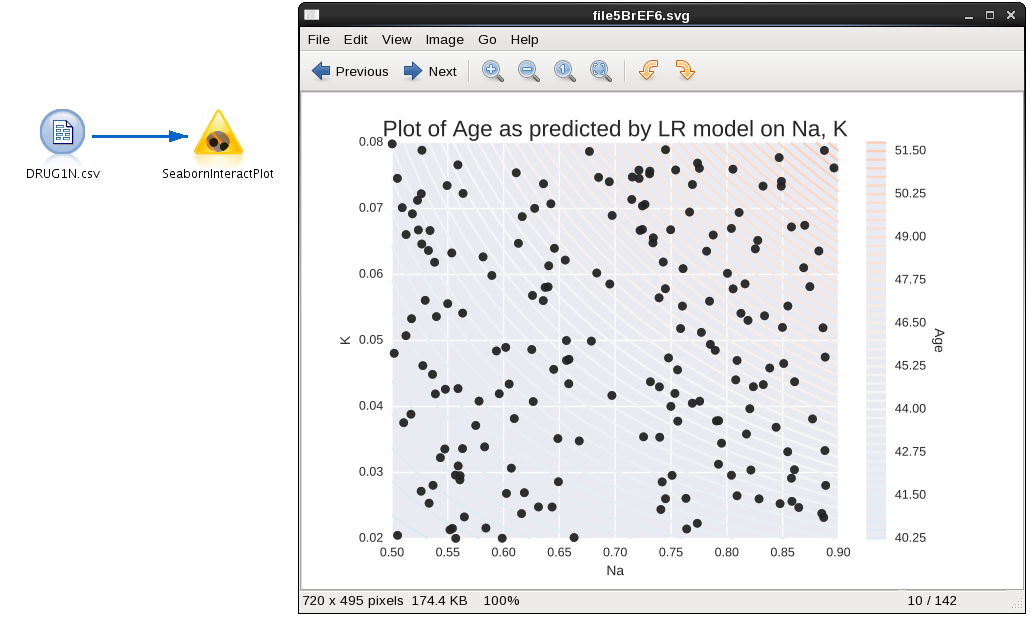 file5BrEF6.svg
File Edit View Image Go Help
Previous Next
DRUG1N.csv
SeabornInteractPlot
Plot of Age as predicted by LR model on Na, K
0.08
0.07
0.06
0.05
0.04
0.03
0.02
K
0.50 0.55 0.60 0.65 0.70 0.75 0.80 0.85 0.90
Na
51.50
50.25
49.00
47.75
46.50
45.25
44.00
42.75
41.50
40.25
Age
720 x 495 pixels 174.4 KB 100% 10 / 142